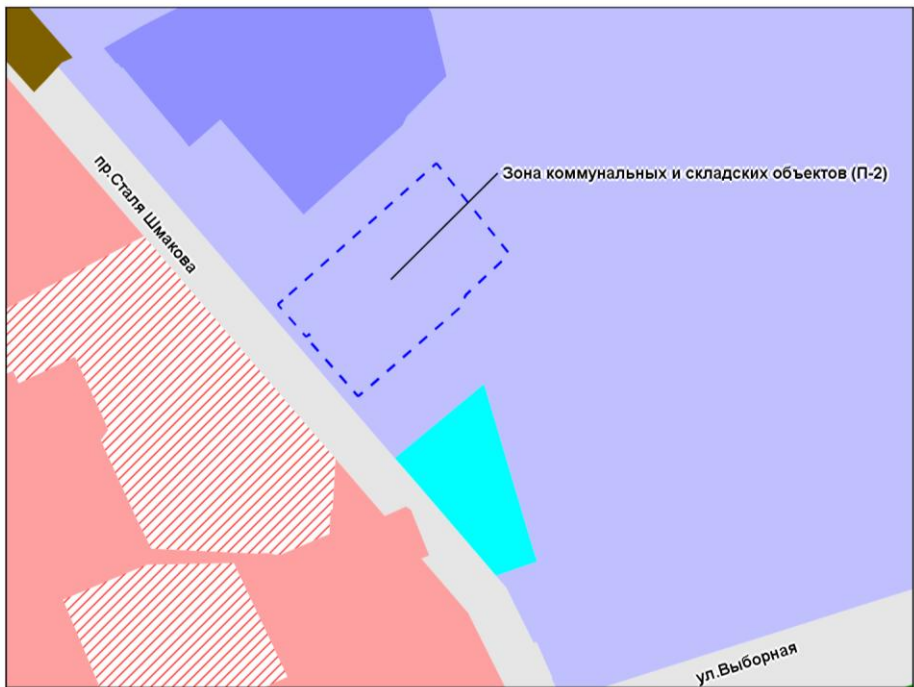 Зона коммунальных и складских объектов (П-2)
пр.Сталя Шмакова
ул.Выборная